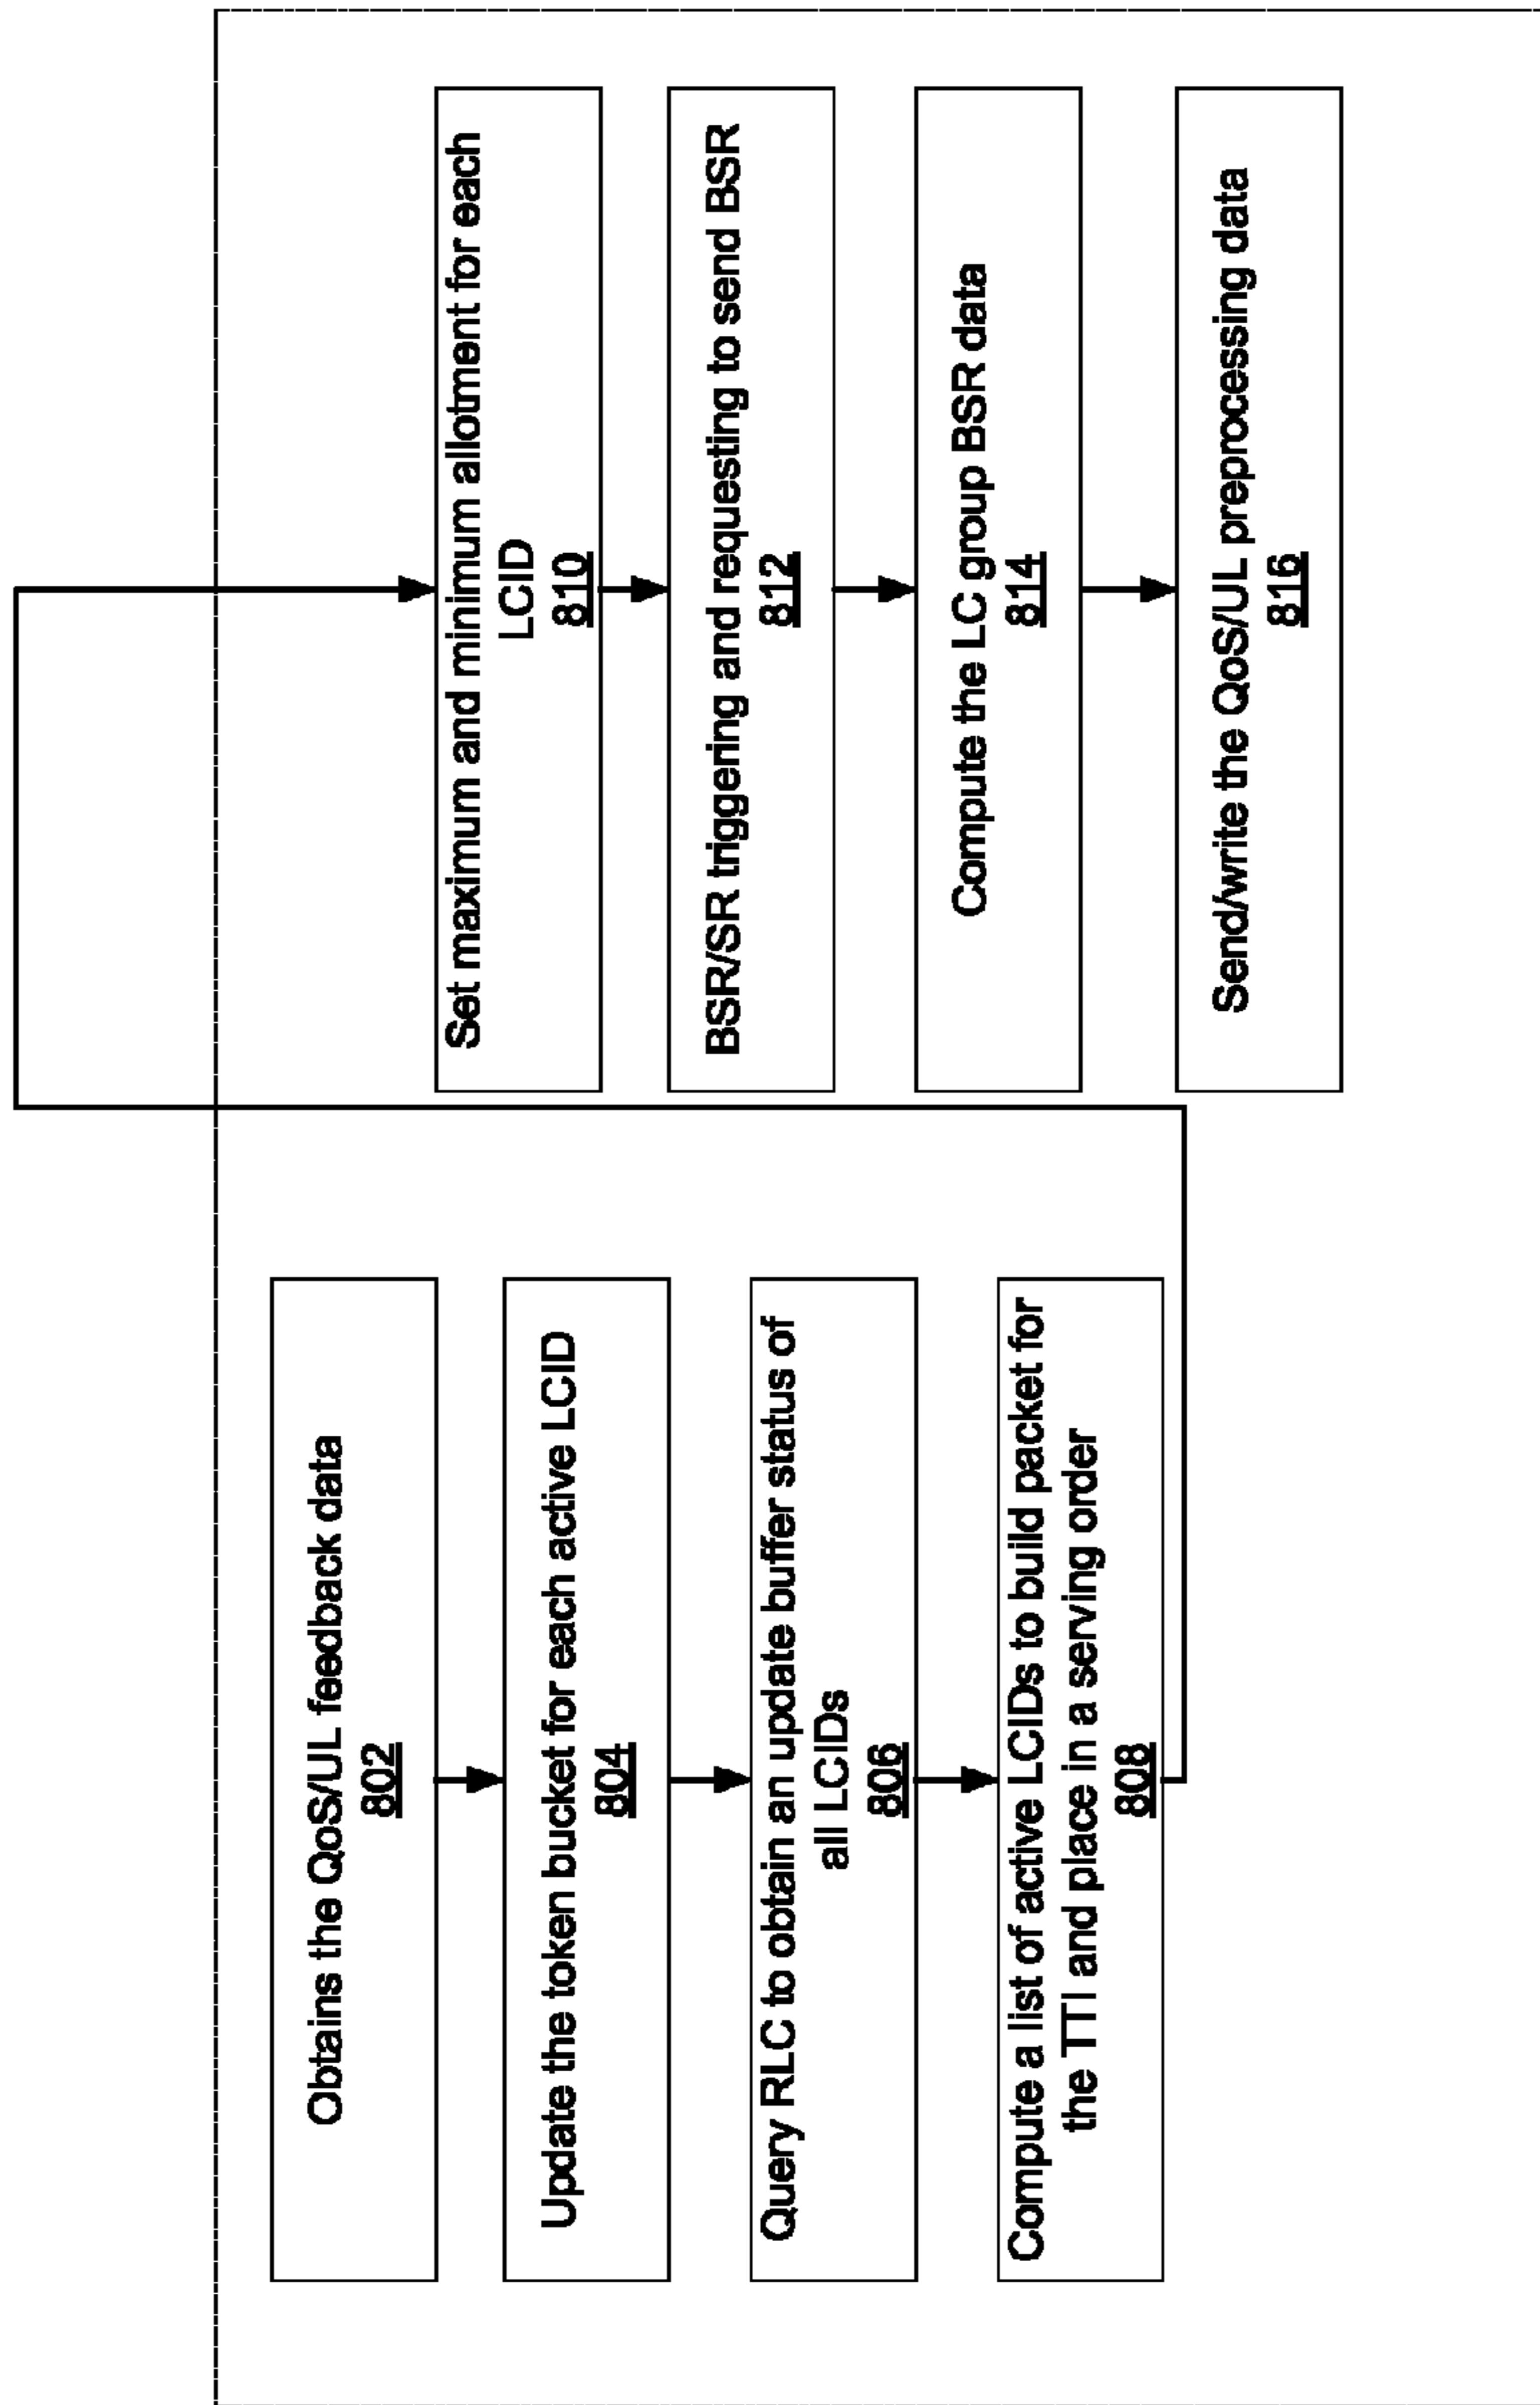 Obtains the QoS/UL feedback data
802
Update the token bucket for each active LCID
804
Query RLC to obtain an update buffer status of
all LCIDs
806
Compute a list of active LCIDs to build packet for
the TTI and place in a serving order
808
Set maximum and minimum allotment for each
LCID
810
BSR/SR triggering and requesting to send BSR
812
Compute the LC group BSR data
814
Send/write the QoS/UL preprocessing data
816